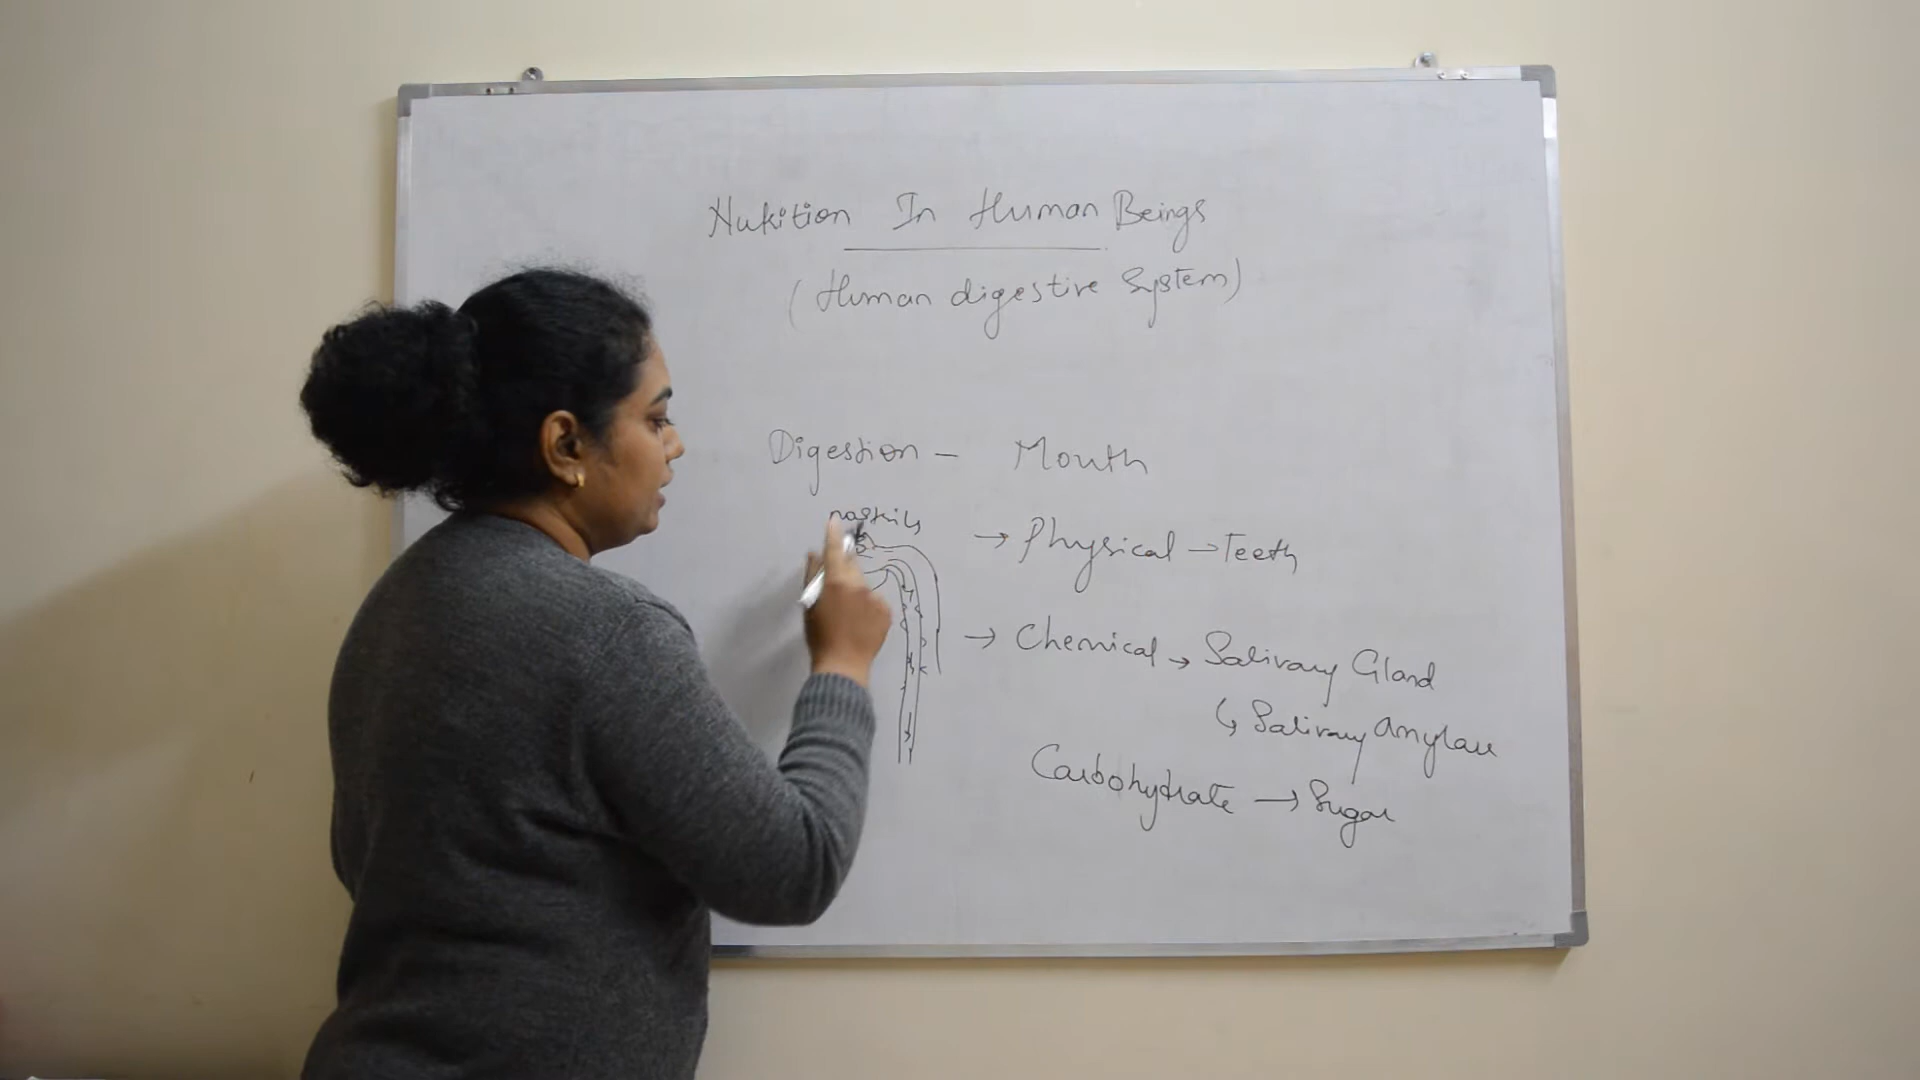 Nutrition In Human Beings
(Human digestive System)
Digestion - Mouth
nostrils
→ Physical → Teeth
→ Chemical → Salivary Gland
↳ Salivary Amylase
Carbohydrate → Sugar